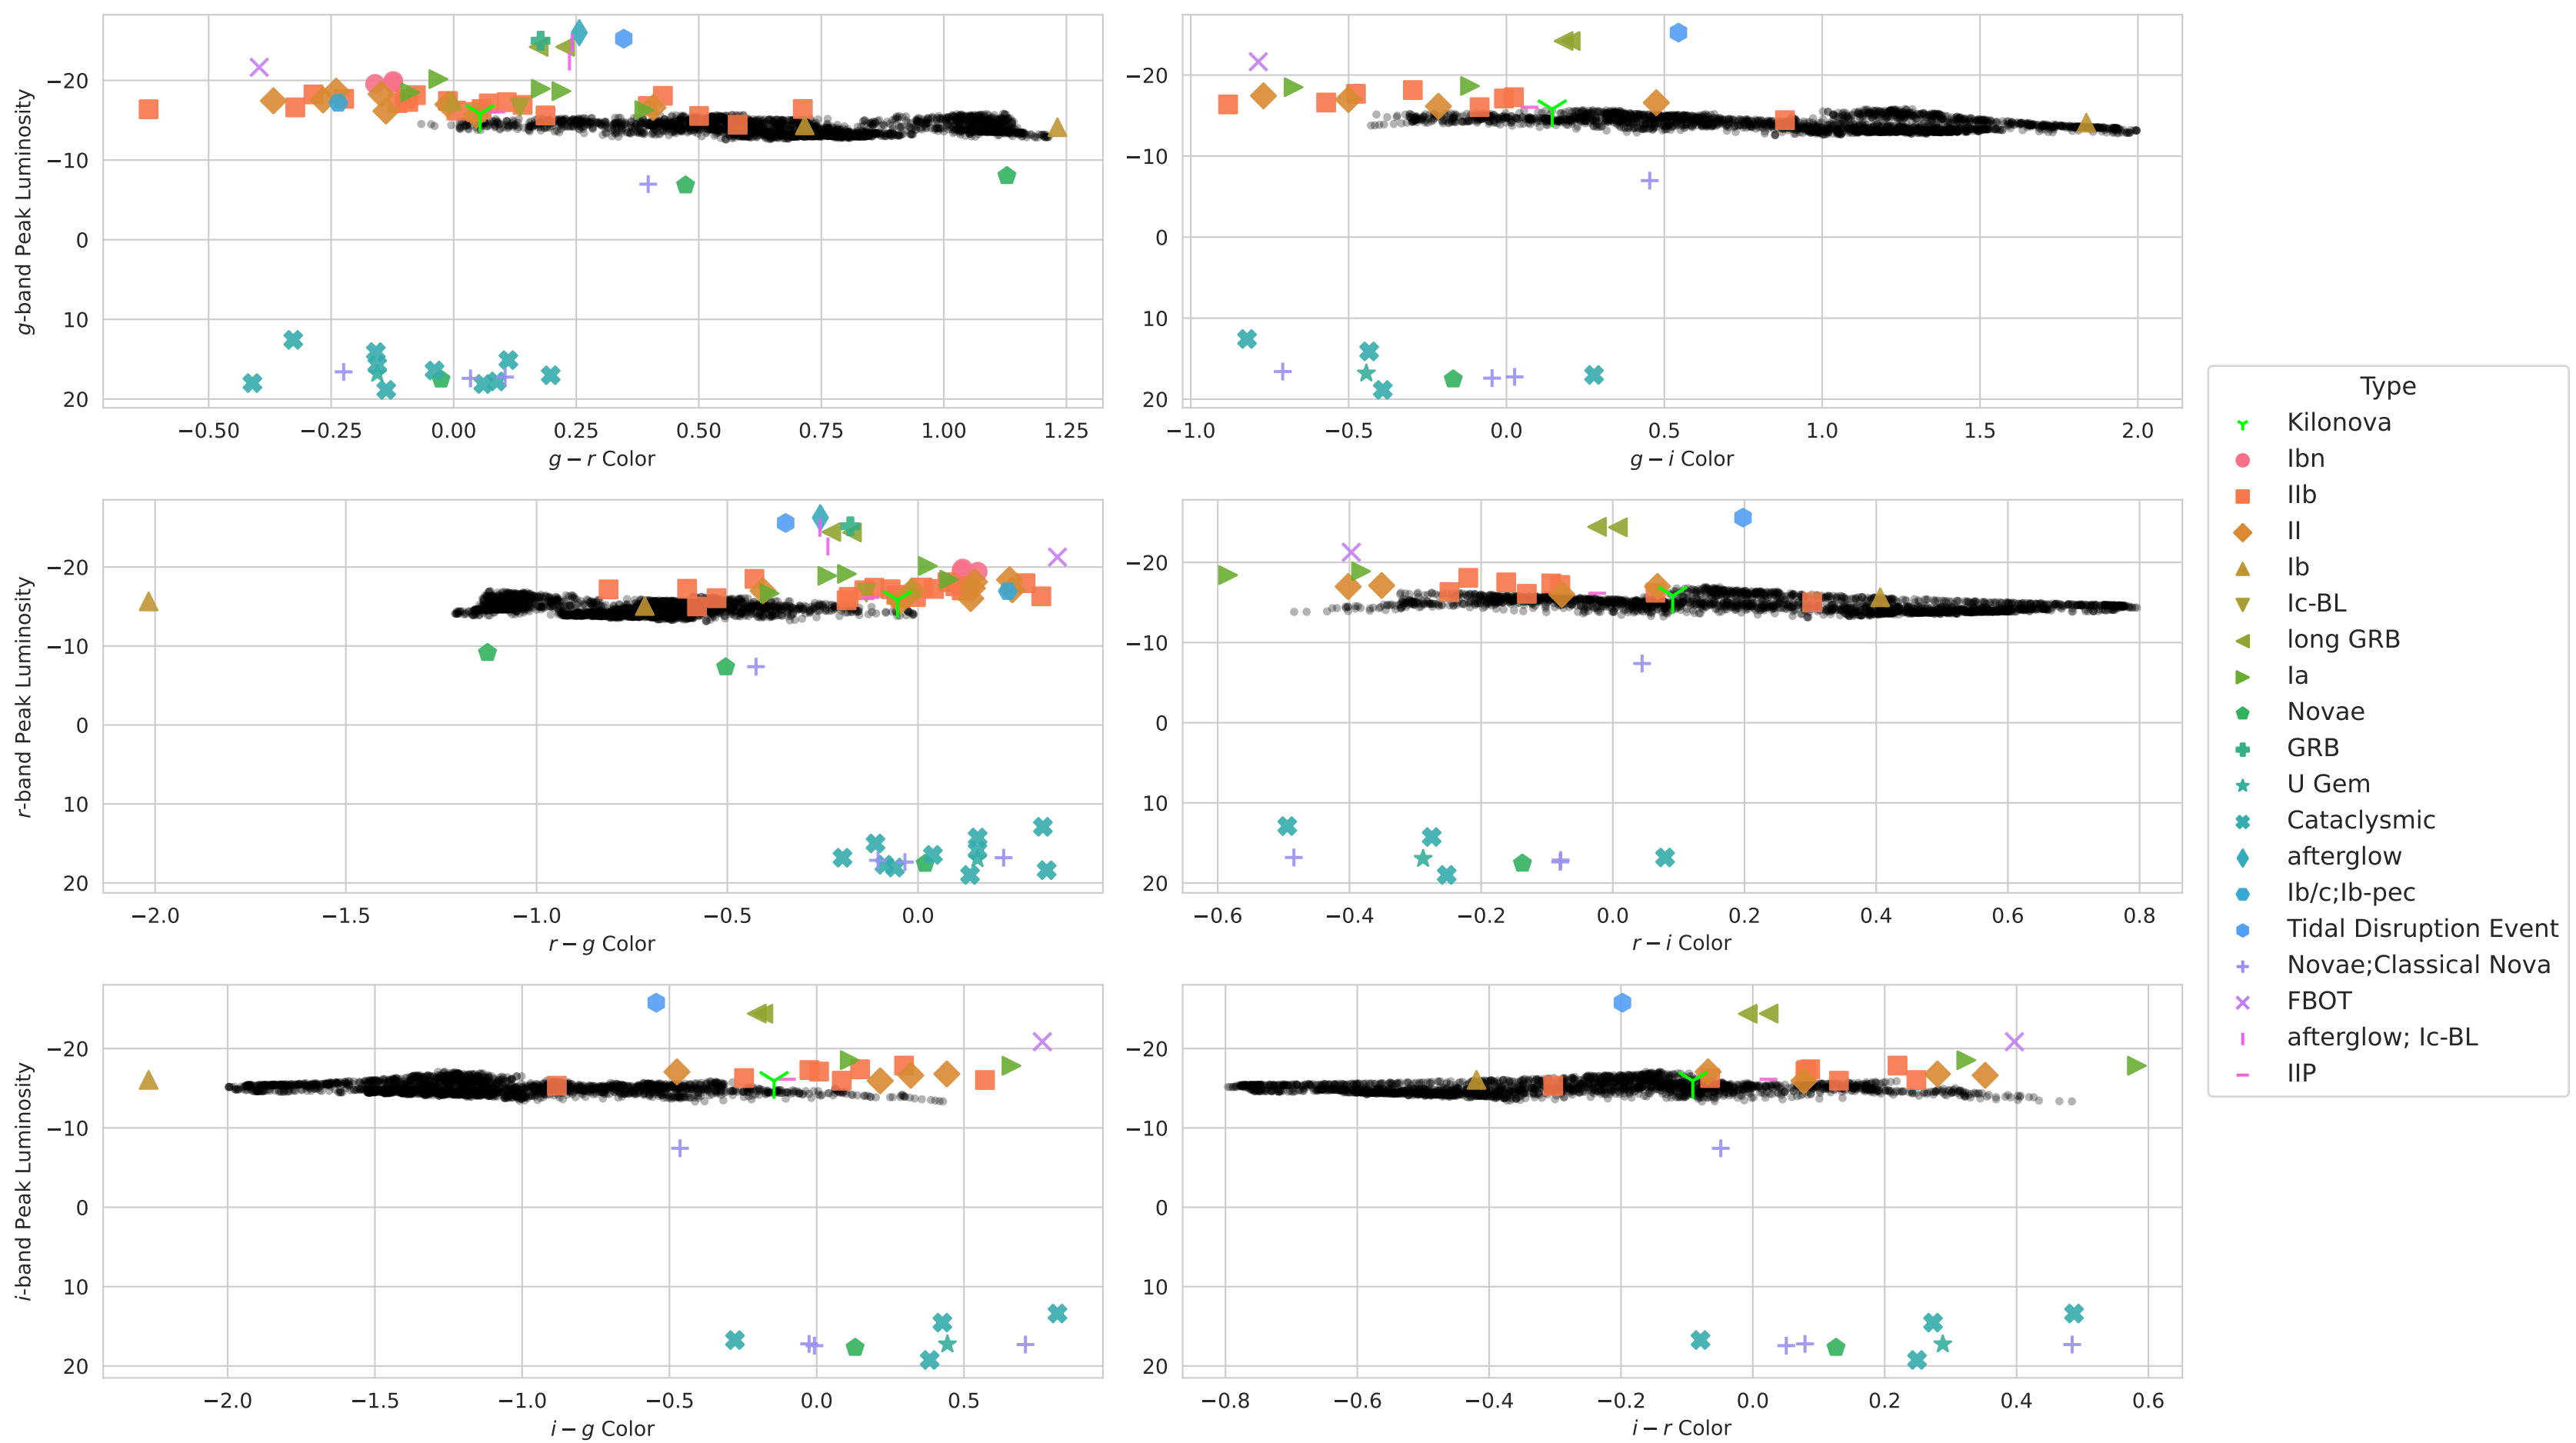 −20
−10
0
10
20
g-band Peak Luminosity
−0.50 −0.25 0.00 0.25 0.50 0.75 1.00 1.25
g − r Color
−20
−10
0
10
20
−1.0 −0.5 0.0 0.5 1.0 1.5 2.0
g − i Color
−20
−10
0
10
20
r-band Peak Luminosity
−2.0 −1.5 −1.0 −0.5 0.0
r − g Color
−20
−10
0
10
20
−0.6 −0.4 −0.2 0.0 0.2 0.4 0.6 0.8
r − i Color
−20
−10
0
10
20
i-band Peak Luminosity
−2.0 −1.5 −1.0 −0.5 0.0 0.5
i − g Color
−20
−10
0
10
20
−0.8 −0.6 −0.4 −0.2 0.0 0.2 0.4 0.6
i − r Color
Type
Kilonova
Ibn
IIb
II
Ib
Ic-BL
long GRB
Ia
Novae
GRB
U Gem
Cataclysmic
afterglow
Ib/c;Ib-pec
Tidal Disruption Event
Novae;Classical Nova
FBOT
afterglow; Ic-BL
IIP